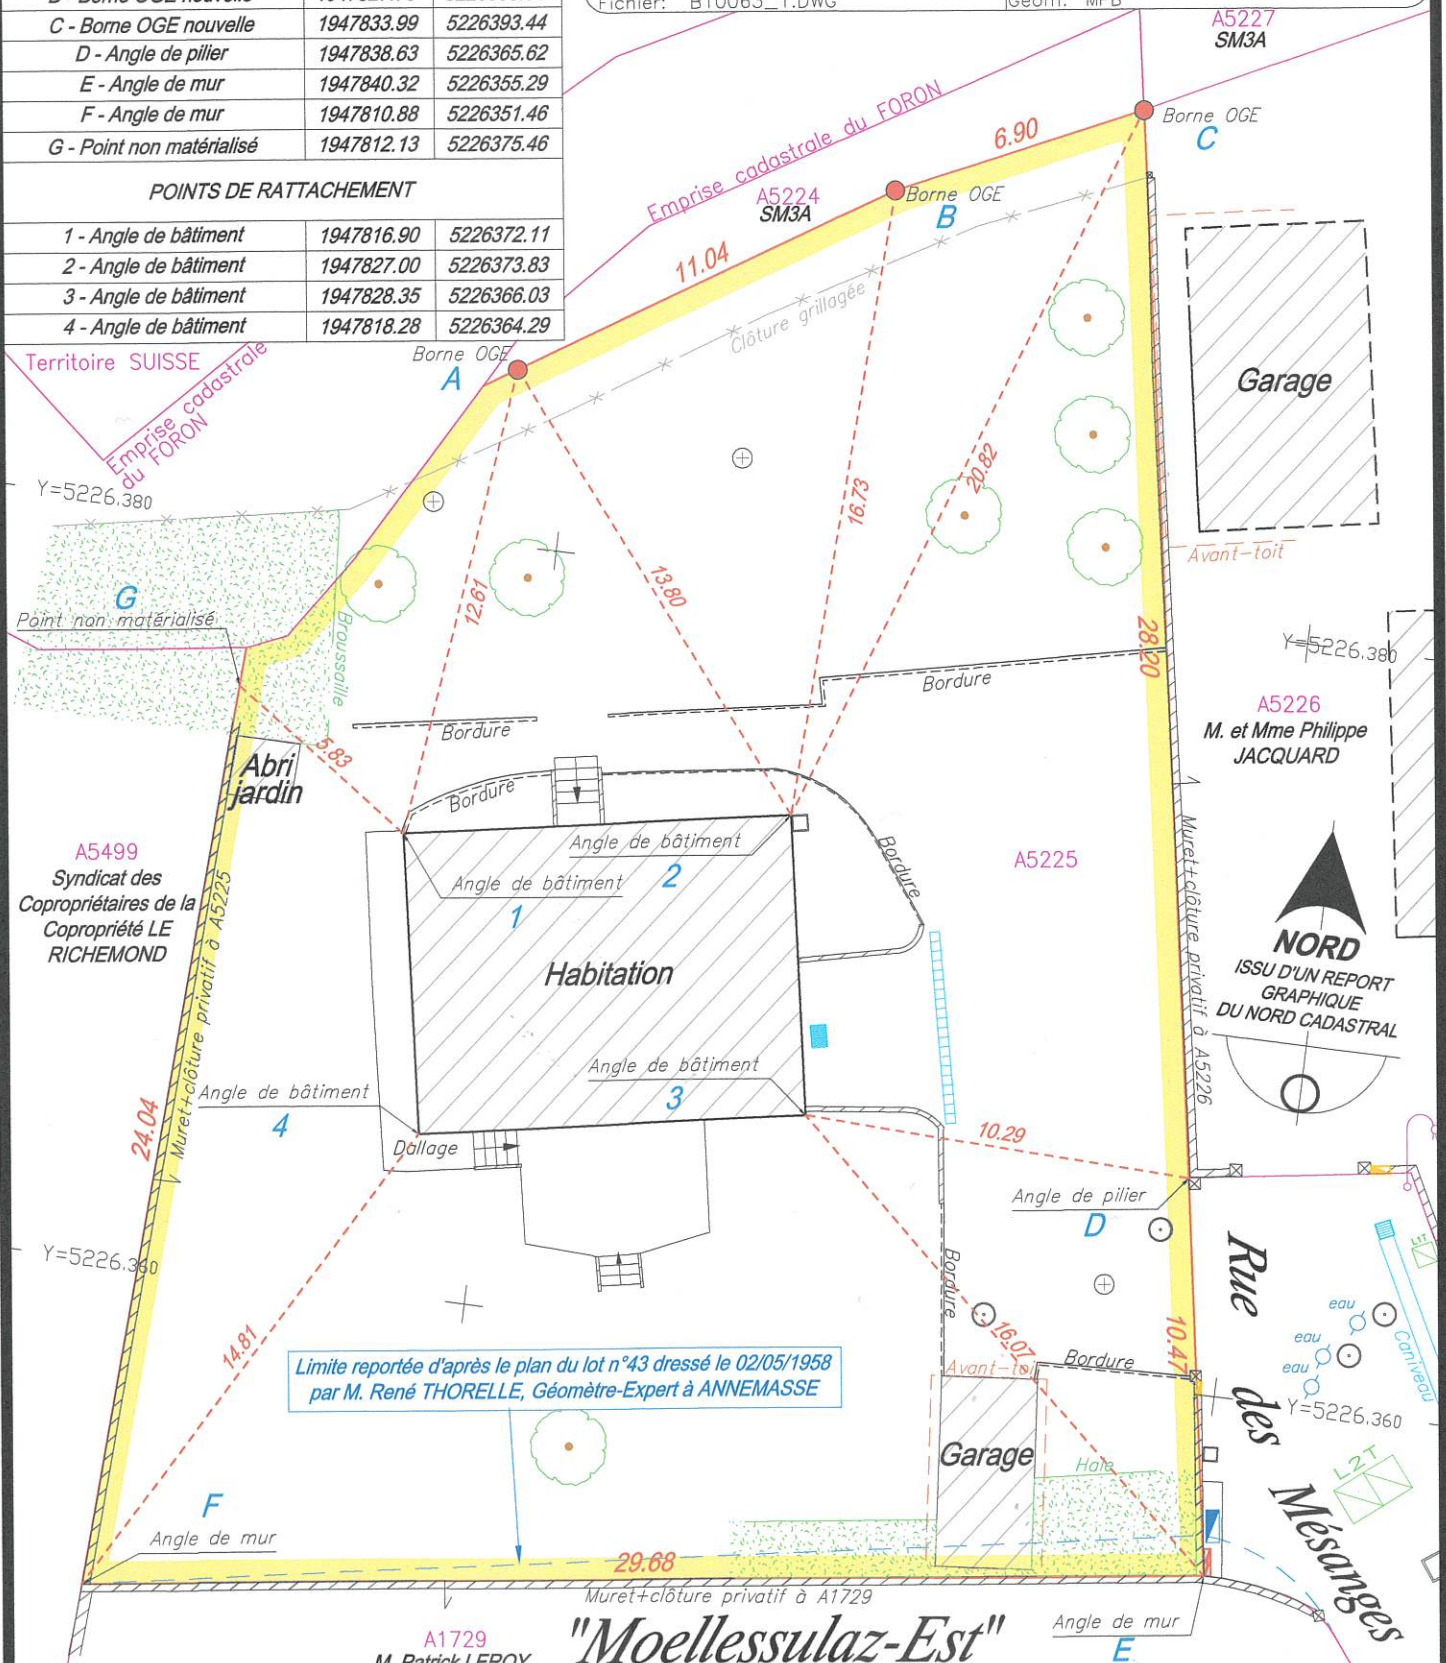 C - Borne OGE nouvelle 1947833.99 5226393.44
D - Angle de pilier 1947838.63 5226365.62
E - Angle de mur 1947840.32 5226355.29
F - Angle de mur 1947810.88 5226351.46
G - Point non matérialisé 1947812.13 5226375.46
POINTS DE RATTACHEMENT
1 - Angle de bâtiment 1947816.90 5226372.11
2 - Angle de bâtiment 1947827.00 5226373.83
3 - Angle de bâtiment 1947828.35 5226366.03
4 - Angle de bâtiment 1947818.28 5226364.29
A5227
SM3A
Emprise cadastrale du FORON
6.90
Borne OGE
C
A5224
SM3A
Borne OGE
B
11.04
Clôture grillagée
Territoire SUISSE
Emprise cadastrale
du FORON
Borne OGE
A
Garage
Avant-toit
Y=5226.380
16.73
20.82
12.61
13.80
G
Point non matérialisé
Broussaille
28.20
Y=5226.380
Bordure
Bordure
5.83
Abri
jardin
A5226
M. et Mme Philippe
JACQUARD
Bordure
Angle de bâtiment
2
Angle de bâtiment
1
Bordure
A5225
A5499
Syndicat des
Copropriétaires de la
Copropriété LE
RICHEMOND
Muret+clôture privatif à A5225
Muret+clôture privatif à A5226
Habitation
NORD
ISSU D'UN REPORT
GRAPHIQUE
DU NORD CADASTRAL
Angle de bâtiment
3
Angle de bâtiment
4
24.04
Dallage
10.29
Angle de pilier
D
Y=5226.360
Bordure
14.81
16.07
10.47
Limite reportée d'après le plan du lot n°43 dressé le 02/05/1958
par M. René THORELLE, Géomètre-Expert à ANNEMASSE
Avant-toit
Bordure
Garage
Haie
Rue des Mésanges
eau
eau
eau
Caniveau
L1T
Y=5226.360
L2T
F
Angle de mur
29.68
Muret+clôture privatif à A1729
Angle de mur
E
A1729
"Moellessulaz-Est"